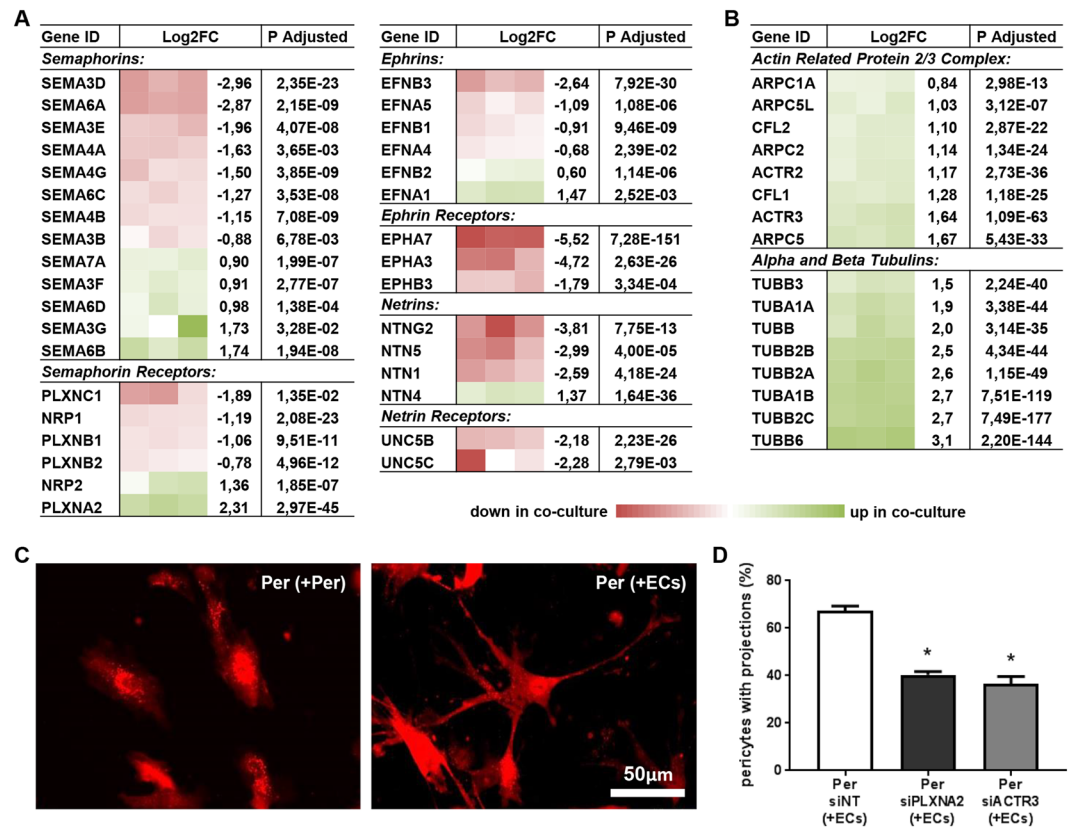 A
Gene ID Log2FC P Adjusted
Semaphorins:
SEMA3D -2,96 2,35E-23
SEMA6A -2,87 2,15E-09
SEMA3E -1,96 4,07E-08
SEMA4A -1,63 3,65E-03
SEMA4G -1,50 3,85E-09
SEMA6C -1,27 3,53E-08
SEMA4B -1,15 7,08E-09
SEMA3B -0,88 6,78E-03
SEMA7A 0,90 1,99E-07
SEMA3F 0,91 2,77E-07
SEMA6D 0,98 1,38E-04
SEMA3G 1,73 3,28E-02
SEMA6B 1,74 1,94E-08
Semaphorin Receptors:
PLXNC1 -1,89 1,35E-02
NRP1 -1,19 2,08E-23
PLXNB1 -1,06 9,51E-11
PLXNB2 -0,78 4,96E-12
NRP2 1,36 1,85E-07
PLXNA2 2,31 2,97E-45
Gene ID Log2FC P Adjusted
Ephrins:
EFNB3 -2,64 7,92E-30
EFNA5 -1,09 1,08E-06
EFNB1 -0,91 9,46E-09
EFNA4 -0,68 2,39E-02
EFNB2 0,60 1,14E-06
EFNA1 1,47 2,52E-03
Ephrin Receptors:
EPHA7 -5,52 7,28E-151
EPHA3 -4,72 2,63E-26
EPHB3 -1,79 3,34E-04
Netrins:
NTNG2 -3,81 7,75E-13
NTN5 -2,99 4,00E-05
NTN1 -2,59 4,18E-24
NTN4 1,37 1,64E-36
Netrin Receptors:
UNC5B -2,18 2,23E-26
UNC5C -2,28 2,79E-03
B
Gene ID Log2FC P Adjusted
Actin Related Protein 2/3 Complex:
ARPC1A 0,84 2,98E-13
ARPC5L 1,03 3,12E-07
CFL2 1,10 2,87E-22
ARPC2 1,14 1,34E-24
ACTR2 1,17 2,73E-36
CFL1 1,28 1,18E-25
ACTR3 1,64 1,09E-63
ARPC5 1,67 5,43E-33
Alpha and Beta Tubulins:
TUBB3 1,5 2,24E-40
TUBA1A 1,9 3,38E-44
TUBB 2,0 3,14E-35
TUBB2B 2,5 4,34E-44
TUBB2A 2,6 1,15E-49
TUBA1B 2,7 7,51E-119
TUBB2C 2,7 7,49E-177
TUBB6 3,1 2,20E-144
down in co-culture up in co-culture
C
Per (+Per)
Per (+ECs)
50µm
D
pericytes with projections (%)
80
60
40
20
0
* *
Per Per Per
siNT siPLXNA2 siACTR3
(+ECs) (+ECs) (+ECs)